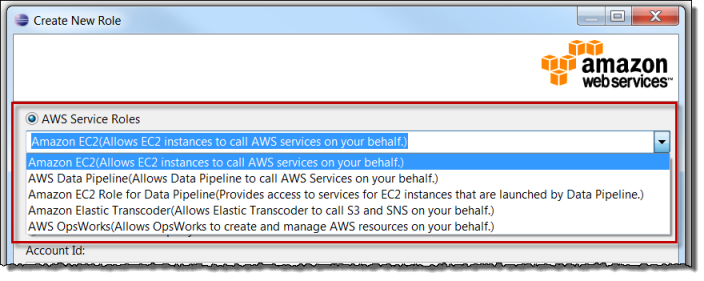 Create New Role
amazon
webservices™
AWS Service Roles
Amazon EC2(Allows EC2 instances to call AWS services on your behalf.)
Amazon EC2(Allows EC2 instances to call AWS services on your behalf.)
AWS Data Pipeline(Allows Data Pipeline to call AWS Services on your behalf.)
Amazon EC2 Role for Data Pipeline(Provides access to services for EC2 instances that are launched by Data Pipeline.)
Amazon Elastic Transcoder(Allows Elastic Transcoder to call S3 and SNS on your behalf.)
AWS OpsWorks(Allows OpsWorks to create and manage AWS resources on your behalf.)
Account Id: